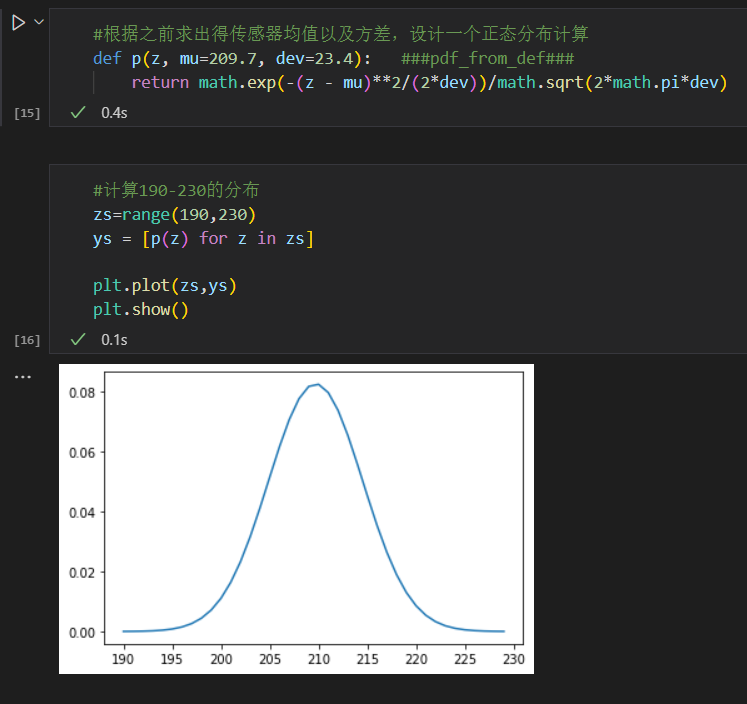 #根据之前求出得传感器均值以及方差，设计一个正态分布计算
def p(z, mu=209.7, dev=23.4):   ###pdf_from_def###
    return math.exp(-(z - mu)**2/(2*dev))/math.sqrt(2*math.pi*dev)
[15]
0.4s
#计算190-230的分布
zs=range(190,230)
ys = [p(z) for z in zs]
plt.plot(zs,ys)
plt.show()
[16]
0.1s
...
0.08
0.06
0.04
0.02
0.00
190 195 200 205 210 215 220 225 230